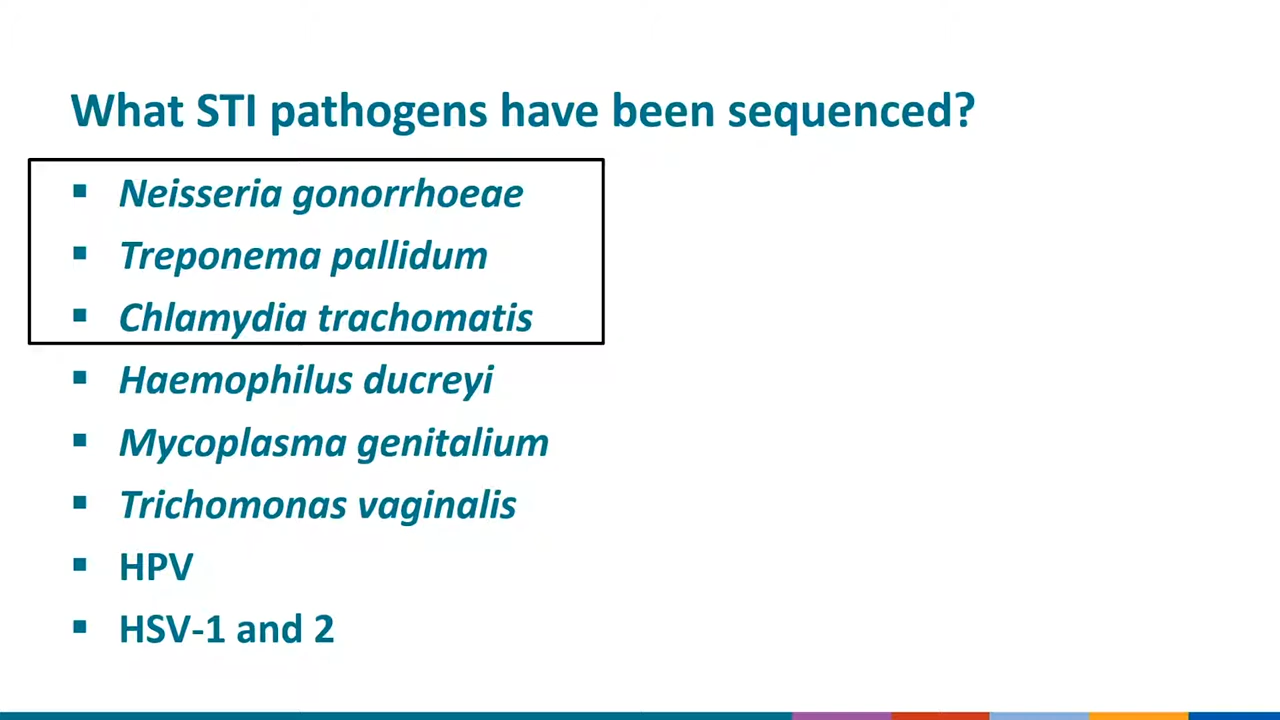 What STI pathogens have been sequenced?
▪ Neisseria gonorrhoeae
▪ Treponema pallidum
▪ Chlamydia trachomatis
▪ Haemophilus ducreyi
▪ Mycoplasma genitalium
▪ Trichomonas vaginalis
▪ HPV
▪ HSV-1 and 2